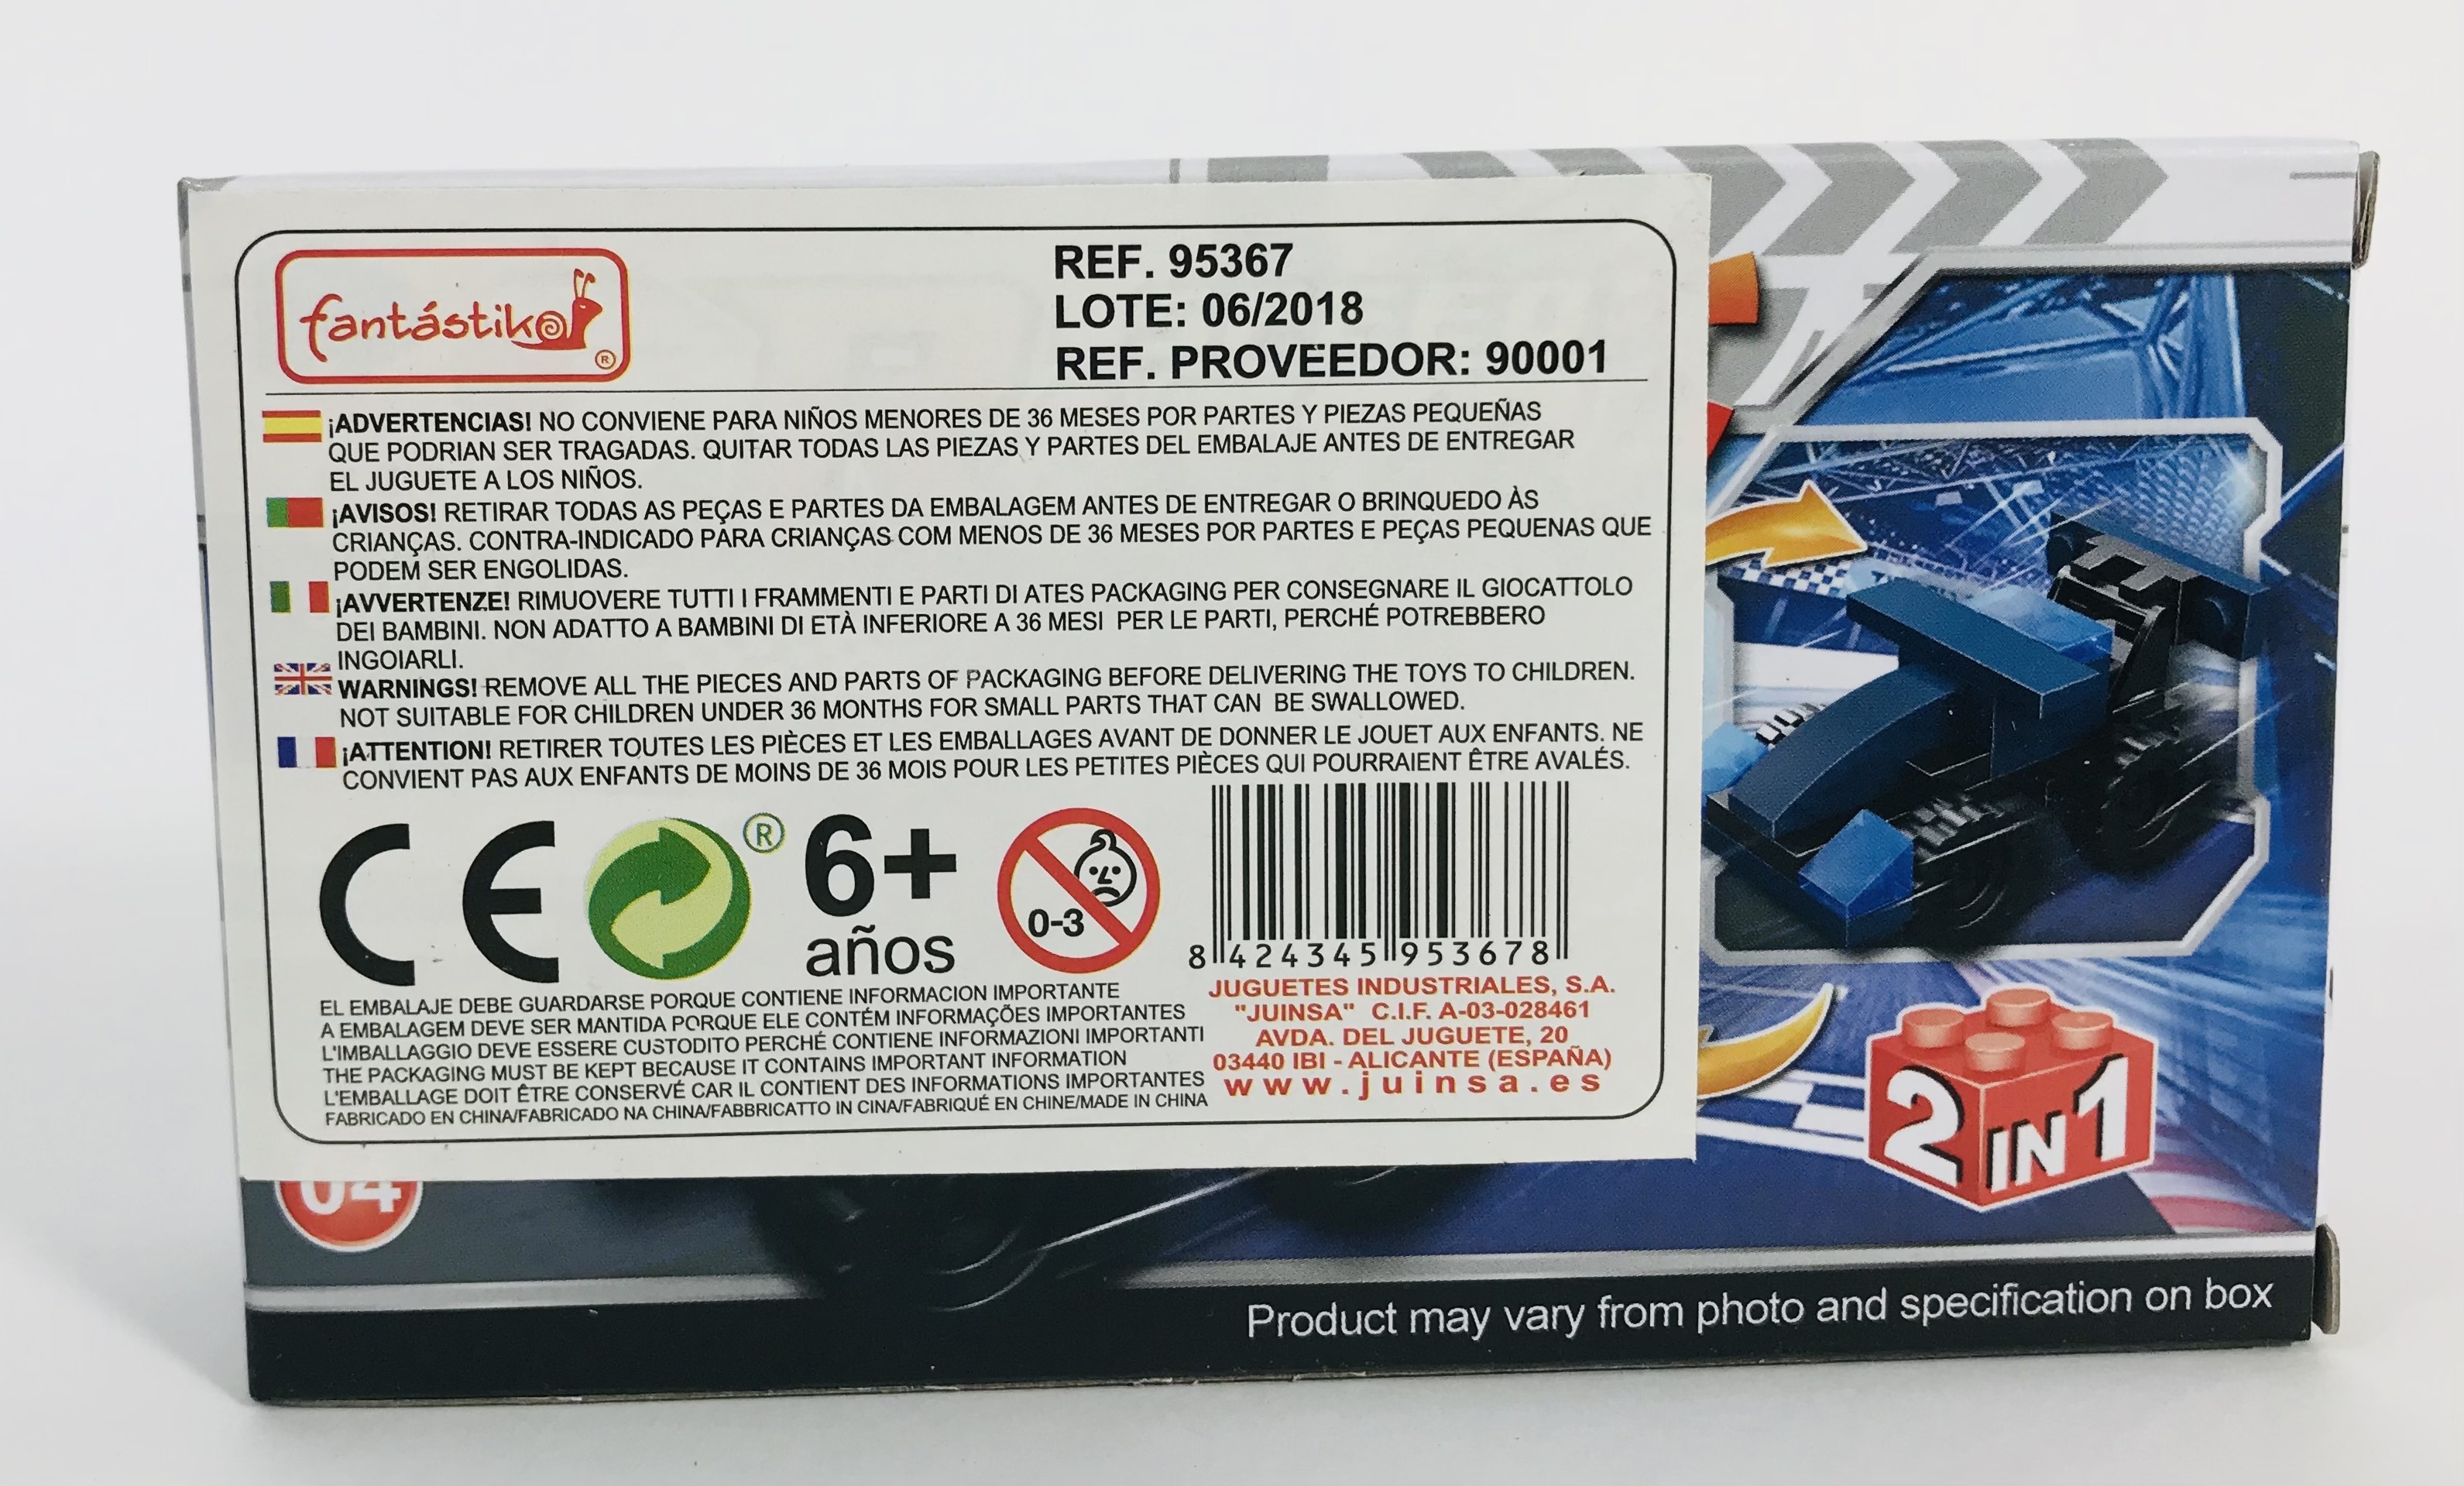 fantástiko ®
REF. 95367
LOTE: 06/2018
REF. PROVEEDOR: 90001
¡ADVERTENCIAS! NO CONVIENE PARA NIÑOS MENORES DE 36 MESES POR PARTES Y PIEZAS PEQUEÑAS
QUE PODRIAN SER TRAGADAS. QUITAR TODAS LAS PIEZAS Y PARTES DEL EMBALAJE ANTES DE ENTREGAR
EL JUGUETE A LOS NIÑOS.
¡AVISOS! RETIRAR TODAS AS PEÇAS E PARTES DA EMBALAGEM ANTES DE ENTREGAR O BRINQUEDO ÀS
CRIANÇAS. CONTRA-INDICADO PARA CRIANÇAS COM MENOS DE 36 MESES POR PARTES E PEÇAS PEQUENAS QUE
PODEM SER ENGOLIDAS.
¡AVVERTENZE! RIMUOVERE TUTTI I FRAMMENTI E PARTI DI ATES PACKAGING PER CONSEGNARE IL GIOCATTOLO
DEI BAMBINI. NON ADATTO A BAMBINI DI ETÀ INFERIORE A 36 MESI PER LE PARTI, PERCHÉ POTREBBERO
INGOIARLI.
WARNINGS! REMOVE ALL THE PIECES AND PARTS OF PACKAGING BEFORE DELIVERING THE TOYS TO CHILDREN.
NOT SUITABLE FOR CHILDREN UNDER 36 MONTHS FOR SMALL PARTS THAT CAN BE SWALLOWED.
¡ATTENTION! RETIRER TOUTES LES PIÈCES ET LES EMBALLAGES AVANT DE DONNER LE JOUET AUX ENFANTS. NE
CONVIENT PAS AUX ENFANTS DE MOINS DE 36 MOIS POUR LES PETITES PIÈCES QUI POURRAIENT ÊTRE AVALÉS.
CE ® 6+
años
0-3
8 424345 953678
EL EMBALAJE DEBE GUARDARSE PORQUE CONTIENE INFORMACION IMPORTANTE
A EMBALAGEM DEVE SER MANTIDA PORQUE ELE CONTÉM INFORMAÇÕES IMPORTANTES
L'IMBALLAGGIO DEVE ESSERE CUSTODITO PERCHÉ CONTIENE INFORMAZIONI IMPORTANTI
THE PACKAGING MUST BE KEPT BECAUSE IT CONTAINS IMPORTANT INFORMATION
L'EMBALLAGE DOIT ÊTRE CONSERVÉ CAR IL CONTIENT DES INFORMATIONS IMPORTANTES
FABRICADO EN CHINA/FABRICADO NA CHINA/FABBRICATTO IN CINA/FABRIQUÉ EN CHINE/MADE IN CHINA
JUGUETES INDUSTRIALES, S.A.
"JUINSA" C.I.F. A-03-028461
AVDA. DEL JUGUETE, 20
03440 IBI - ALICANTE (ESPAÑA)
www.juinsa.es
2 IN 1
04
Product may vary from photo and specification on box